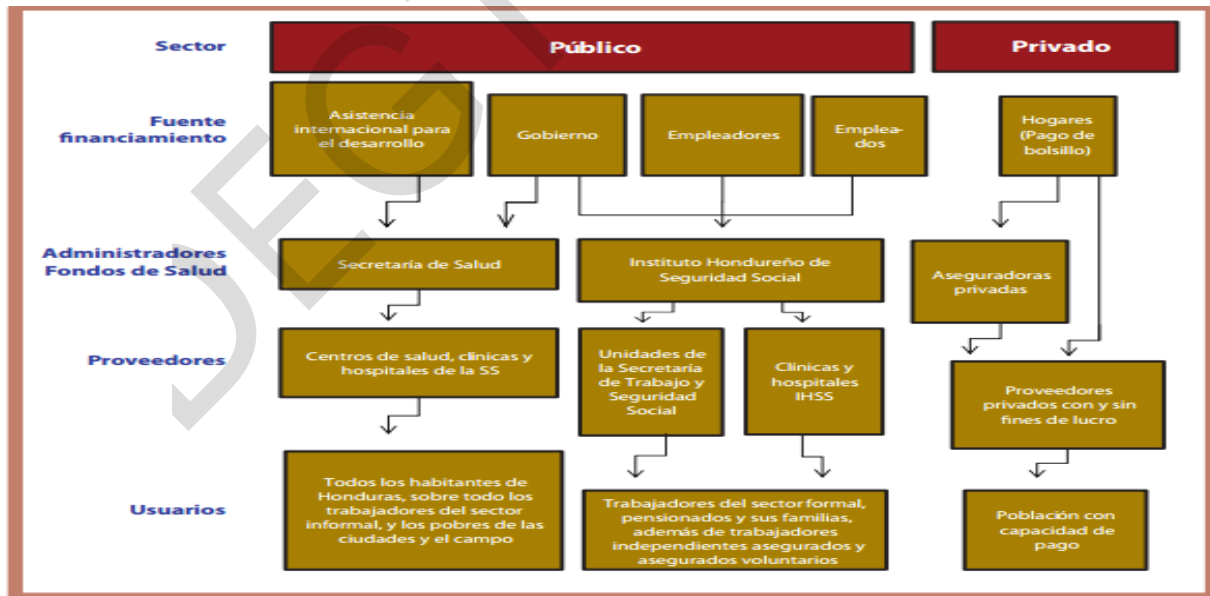 Sector
Público
Privado
Fuente
financiamiento
Asistencia
internacional para
el desarrollo
Gobierno
Empleadores
Emplea-
dos
Hogares
(Pago de
bolsillo)
Administradores
Fondos de Salud
Secretaría de Salud
Instituto Hondureño de
Seguridad Social
Aseguradoras
privadas
Proveedores
Centros de salud, clínicas y
hospitales de la SS
Unidades de
la Secretaría
de Trabajo y
Seguridad
Social
Clínicas y
hospitales
IHSS
Proveedores
privados con y sin
fines de lucro
Usuarios
Todos los habitantes de
Honduras, sobre todo los
trabajadores del sector
informal, y los pobres de las
ciudades y el campo
Trabajadores del sector formal,
pensionados y sus familias,
además de trabajadores
independientes asegurados y
asegurados voluntarios
Población con
capacidad de
pago